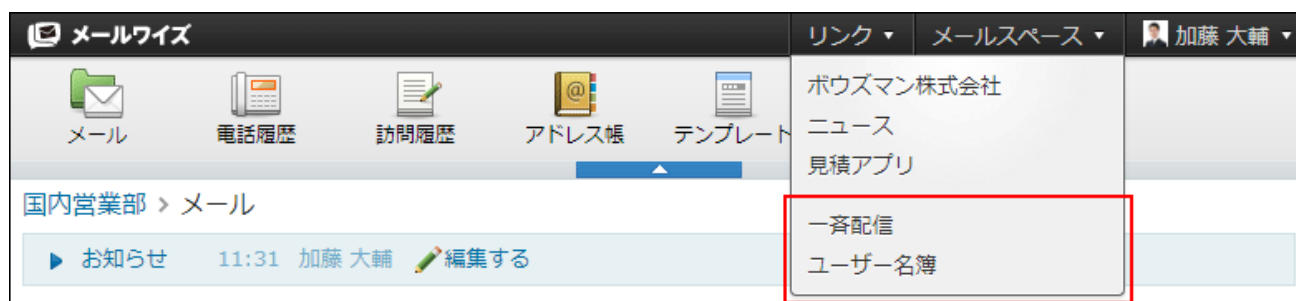 メールワイズ リンク ▼ メールスペース ▼ 加藤 大輔 ▼
メール 電話履歴 訪問履歴 アドレス帳 テンプレート
ボウズマン株式会社
ニュース
見積アプリ
一斉配信
ユーザー名簿
国内営業部 > メール
▶ お知らせ 11:31 加藤 大輔 編集する